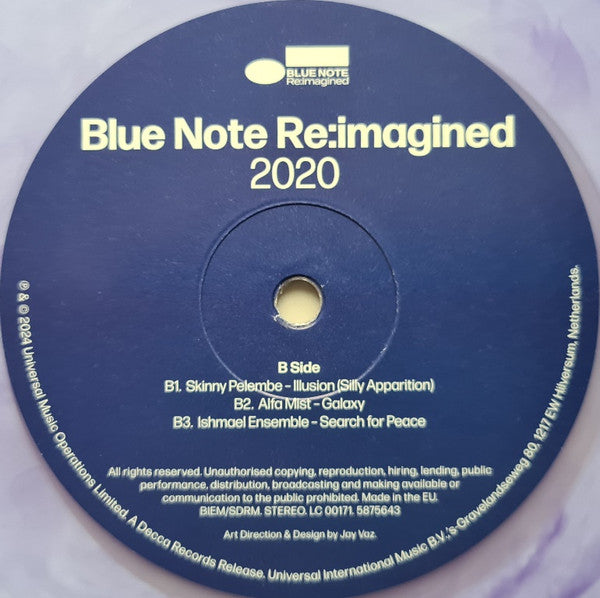 BLUE NOTE
Re:imagined
Blue Note Re:imagined
2020
B Side
B1. Skinny Pelembe – Illusion (Silly Apparition)
B2. Alfa Mist – Galaxy
B3. Ishmael Ensemble – Search for Peace
All rights reserved. Unauthorised copying, reproduction, hiring, lending, public
performance, distribution, broadcasting and making available or
communication to the public prohibited. Made in the EU.
BIEM/SDRM. STEREO. LC 00171. 5875643
Art Direction & Design by Jay Vaz.
℗ & © 2024 Universal Music Operations Limited. A Decca Records Release. Universial International Music B.V.'s-Gravelandseweg 80, 1217 EW Hilversum, Netherlands.